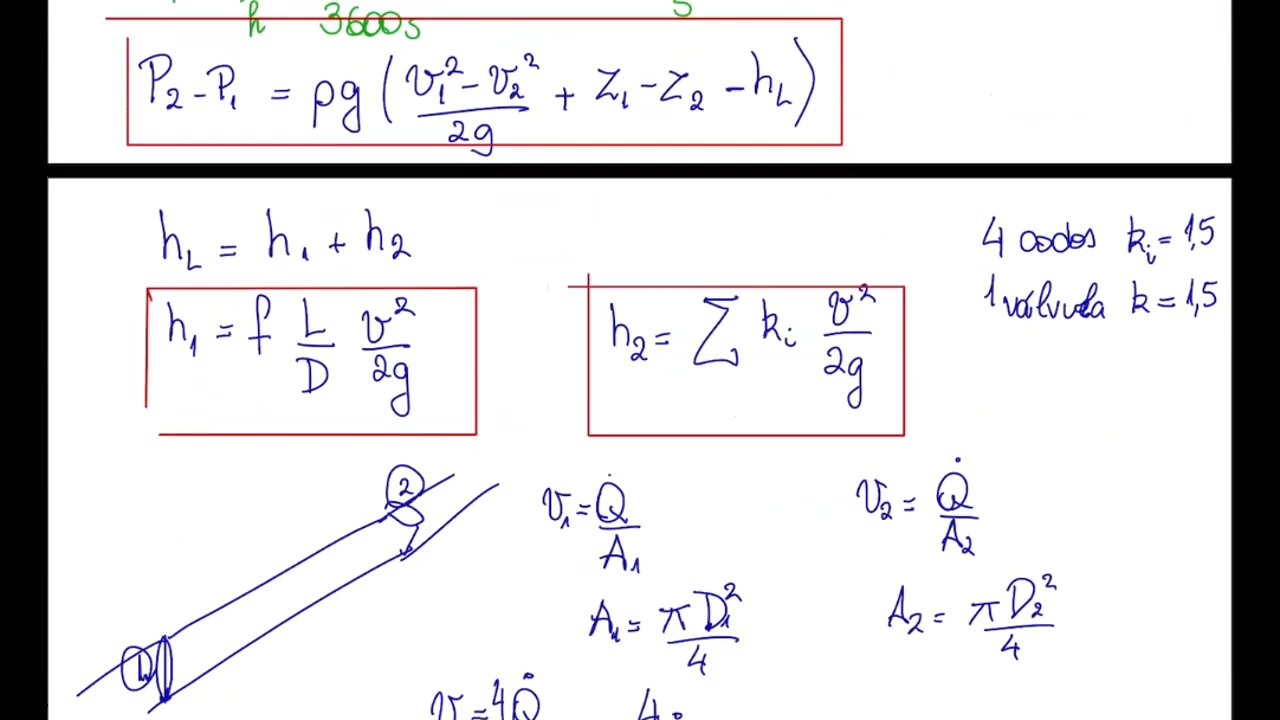 h 3600s s
P₂-P₁ = ρg ( (v₁² - v₂²)/2g + Z₁ - Z₂ - h_L )
h_L = h₁ + h₂
4 codos kᵢ = 1,5
1 válvula k = 1,5
h₁ = f L/D v²/2g
h₂ = Σ kᵢ v²/2g
2
v₁ = Q̇/A₁
v₂ = Q̇/A₂
A₁ = πD₁²/4
A₂ = πD₂²/4
1
v = 4Q̇